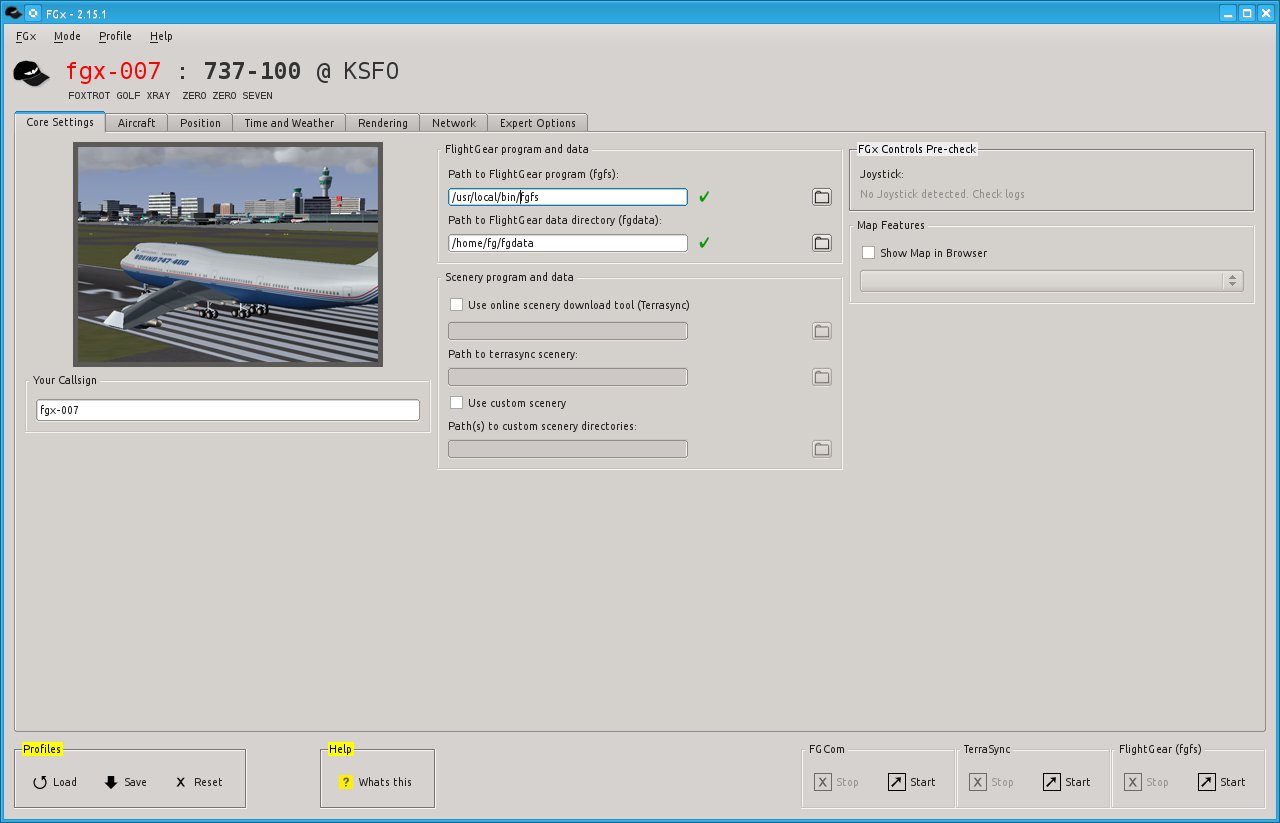 FGx - 2.15.1
FGx Mode Profile Help
fgx-007 : 737-100 @ KSFO
FOXTROT GOLF XRAY ZERO ZERO SEVEN
Core Settings Aircraft Position Time and Weather Rendering Network Expert Options
BOEING 747-400
Your Callsign
fgx-007
FlightGear program and data
Path to FlightGear program (fgfs):
/usr/local/bin/fgfs
Path to FlightGear data directory (fgdata):
/home/fg/fgdata
Scenery program and data
Use online scenery download tool (Terrasync)
Path to terrasync scenery:
Use custom scenery
Path(s) to custom scenery directories:
FGx Controls Pre-check
Joystick:
No Joystick detected. Check logs
Map Features
Show Map in Browser
Profiles
Load Save X Reset
Help
? Whats this
FGCom
X Stop Start
TerraSync
X Stop Start
FlightGear (fgfs)
X Stop Start